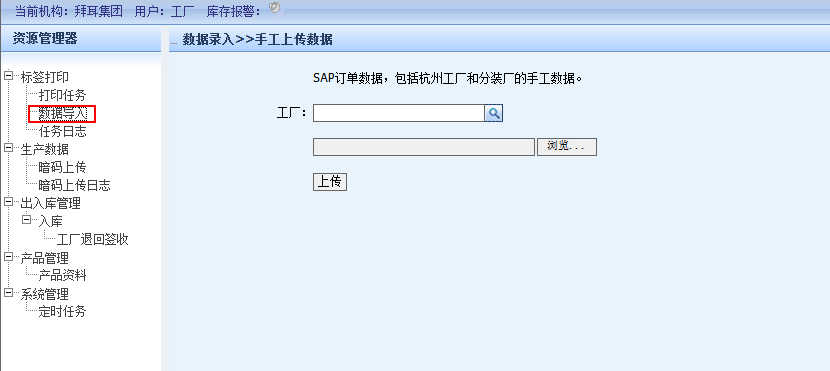 当前机构：拜耳集团 用户：工厂 库存报警：
资源管理器
数据录入>>手工上传数据
标签打印
打印任务
数据导入
任务日志
生产数据
暗码上传
暗码上传日志
出入库管理
入库
工厂退回签收
产品管理
产品资料
系统管理
定时任务
SAP订单数据，包括杭州工厂和分装厂的手工数据。
工厂：
浏览...
上传